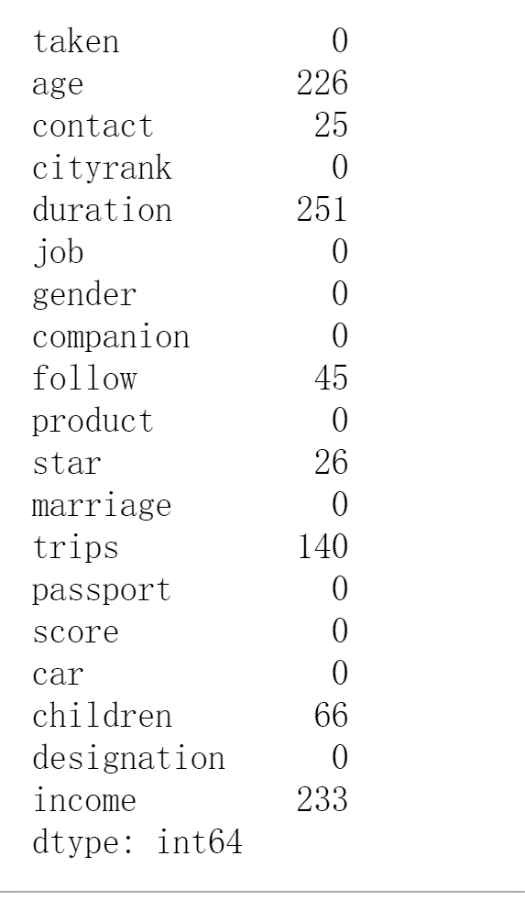 taken 0
age 226
contact 25
cityrank 0
duration 251
job 0
gender 0
companion 0
follow 45
product 0
star 26
marriage 0
trips 140
passport 0
score 0
car 0
children 66
designation 0
income 233
dtype: int64